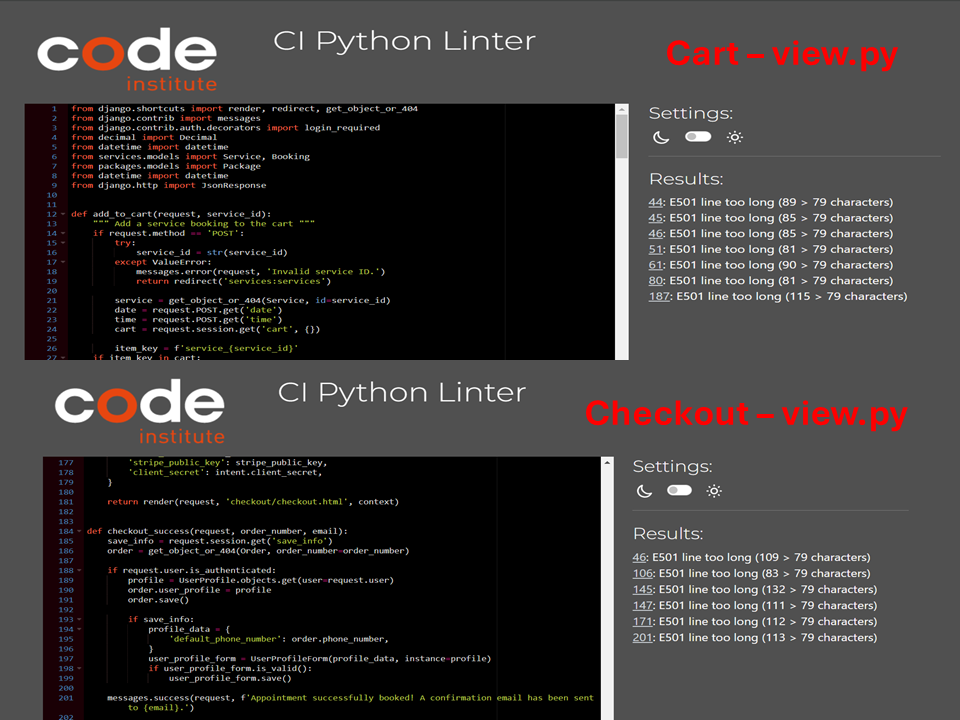 code
institute
CI Python Linter
Cart – view.py
1 from django.shortcuts import render, redirect, get_object_or_404
2 from django.contrib import messages
3 from django.contrib.auth.decorators import login_required
4 from decimal import Decimal
5 from datetime import datetime
6 from services.models import Service, Booking
7 from packages.models import Package
8 from datetime import datetime
9 from django.http import JsonResponse
10
11
12 def add_to_cart(request, service_id):
13 """ Add a service booking to the cart """
14 if request.method == 'POST':
15 try:
16 service_id = str(service_id)
17 except ValueError:
18 messages.error(request, 'Invalid service ID.')
19 return redirect('services:services')
20
21 service = get_object_or_404(Service, id=service_id)
22 date = request.POST.get('date')
23 time = request.POST.get('time')
24 cart = request.session.get('cart', {})
25
26 item_key = f'service_{service_id}'
27 if item_key in cart:
Settings:
Results:
44: E501 line too long (89 > 79 characters)
45: E501 line too long (85 > 79 characters)
46: E501 line too long (85 > 79 characters)
51: E501 line too long (81 > 79 characters)
61: E501 line too long (90 > 79 characters)
80: E501 line too long (81 > 79 characters)
187: E501 line too long (115 > 79 characters)
code
institute
CI Python Linter
Checkout – view.py
177 'stripe_public_key': stripe_public_key,
178 'client_secret': intent.client_secret,
179 }
180
181 return render(request, 'checkout/checkout.html', context)
182
183
184 def checkout_success(request, order_number, email):
185 save_info = request.session.get('save_info')
186 order = get_object_or_404(Order, order_number=order_number)
187
188 if request.user.is_authenticated:
189 profile = UserProfile.objects.get(user=request.user)
190 order.user_profile = profile
191 order.save()
192
193 if save_info:
194 profile_data = {
195 'default_phone_number': order.phone_number,
196 }
197 user_profile_form = UserProfileForm(profile_data, instance=profile)
198 if user_profile_form.is_valid():
199 user_profile_form.save()
200
201 messages.success(request, f'Appointment successfully booked! A confirmation email has been sent
to {email}.')
202
Settings:
Results:
46: E501 line too long (109 > 79 characters)
106: E501 line too long (83 > 79 characters)
145: E501 line too long (132 > 79 characters)
147: E501 line too long (111 > 79 characters)
171: E501 line too long (112 > 79 characters)
201: E501 line too long (113 > 79 characters)